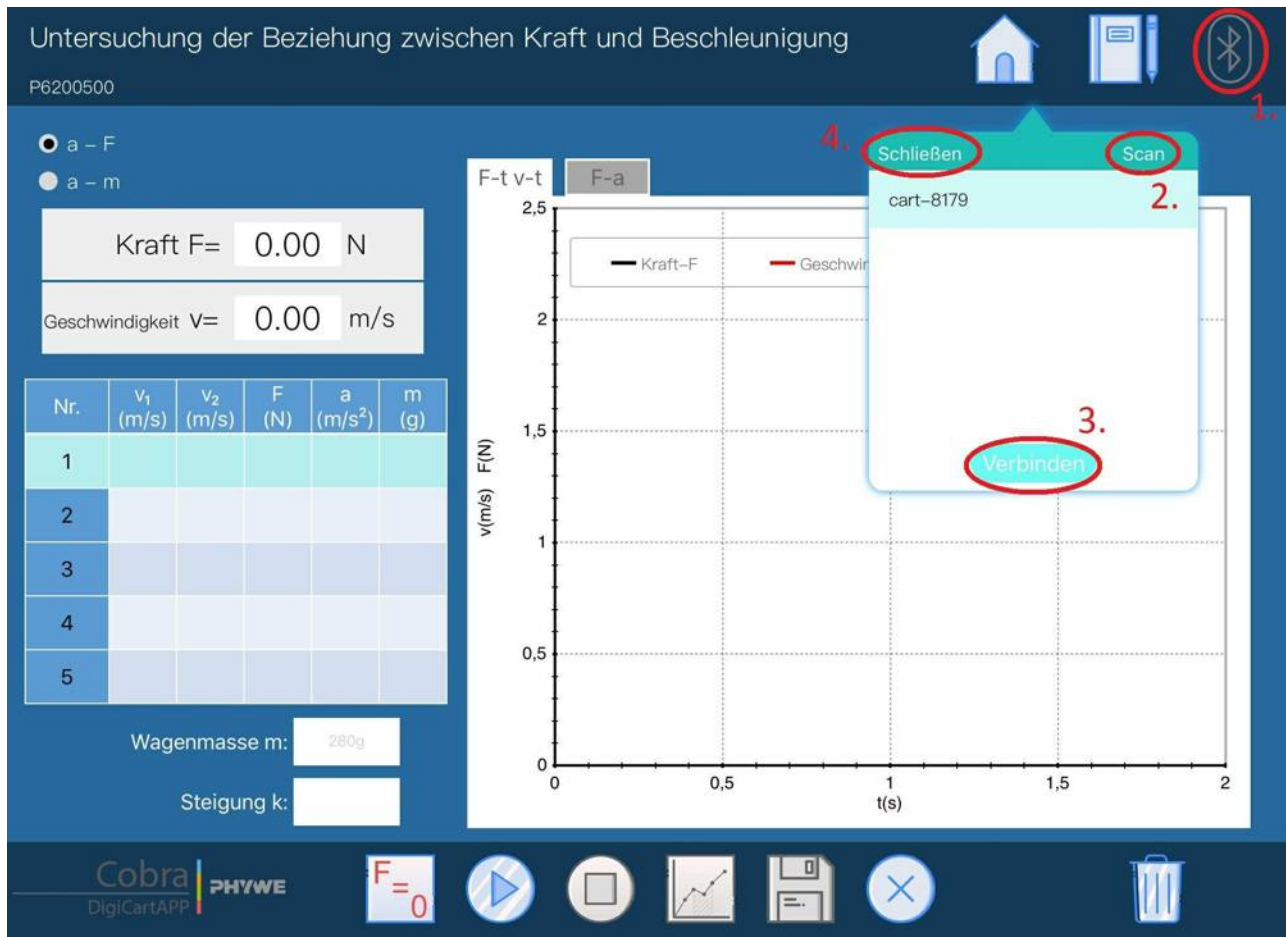 Untersuchung der Beziehung zwischen Kraft und Beschleunigung
P6200500
1.
a – F
a – m
Kraft F= 0.00 N
Geschwindigkeit v= 0.00 m/s
Nr. v₁ (m/s) v₂ (m/s) F (N) a (m/s²) m (g)
1
2
3
4
5
Wagenmasse m: 280g
Steigung k:
F-t v-t F-a
4. Schließen Scan
2.
cart-8179
3.
Verbinden
Kraft-F Geschwir
2,5
2
1,5
1
0,5
0
v(m/s) F(N)
0 0,5 1 1,5 2
t(s)
Cobra PHYWE
DigiCartAPP
F=0